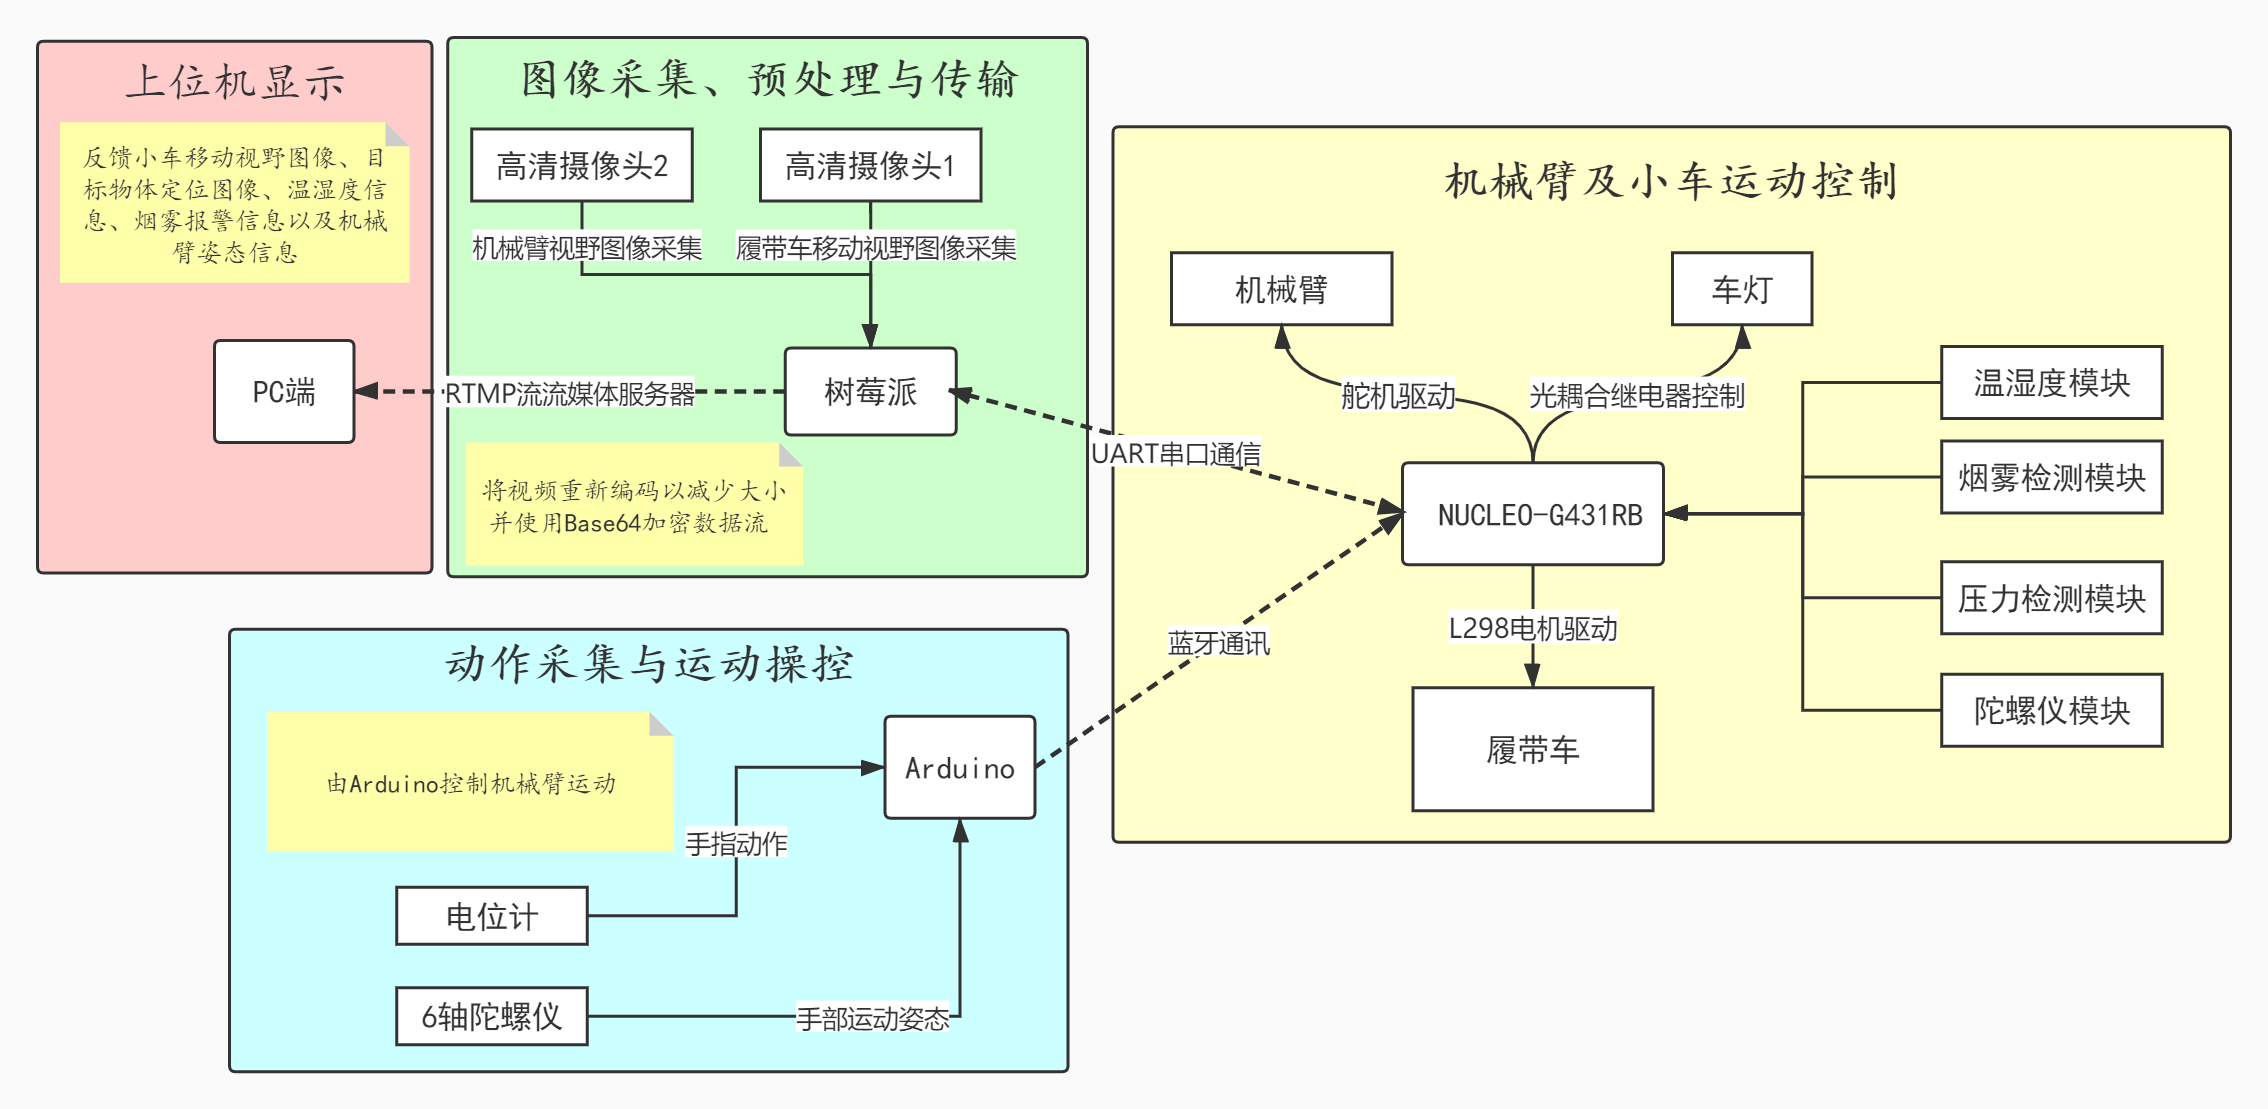 上位机显示
反馈小车移动视野图像、目
标物体定位图像、温湿度信
息、烟雾报警信息以及机械
臂姿态信息
PC端
图像采集、预处理与传输
高清摄像头2
高清摄像头1
机械臂视野图像采集
履带车移动视野图像采集
RTMP流流媒体服务器
树莓派
将视频重新编码以减少大小
并使用Base64加密数据流
UART串口通信
机械臂及小车运动控制
机械臂
车灯
舵机驱动
光耦合继电器控制
NUCLEO-G431RB
温湿度模块
烟雾检测模块
压力检测模块
陀螺仪模块
L298电机驱动
履带车
蓝牙通讯
动作采集与运动操控
由Arduino控制机械臂运动
Arduino
手指动作
电位计
6轴陀螺仪
手部运动姿态